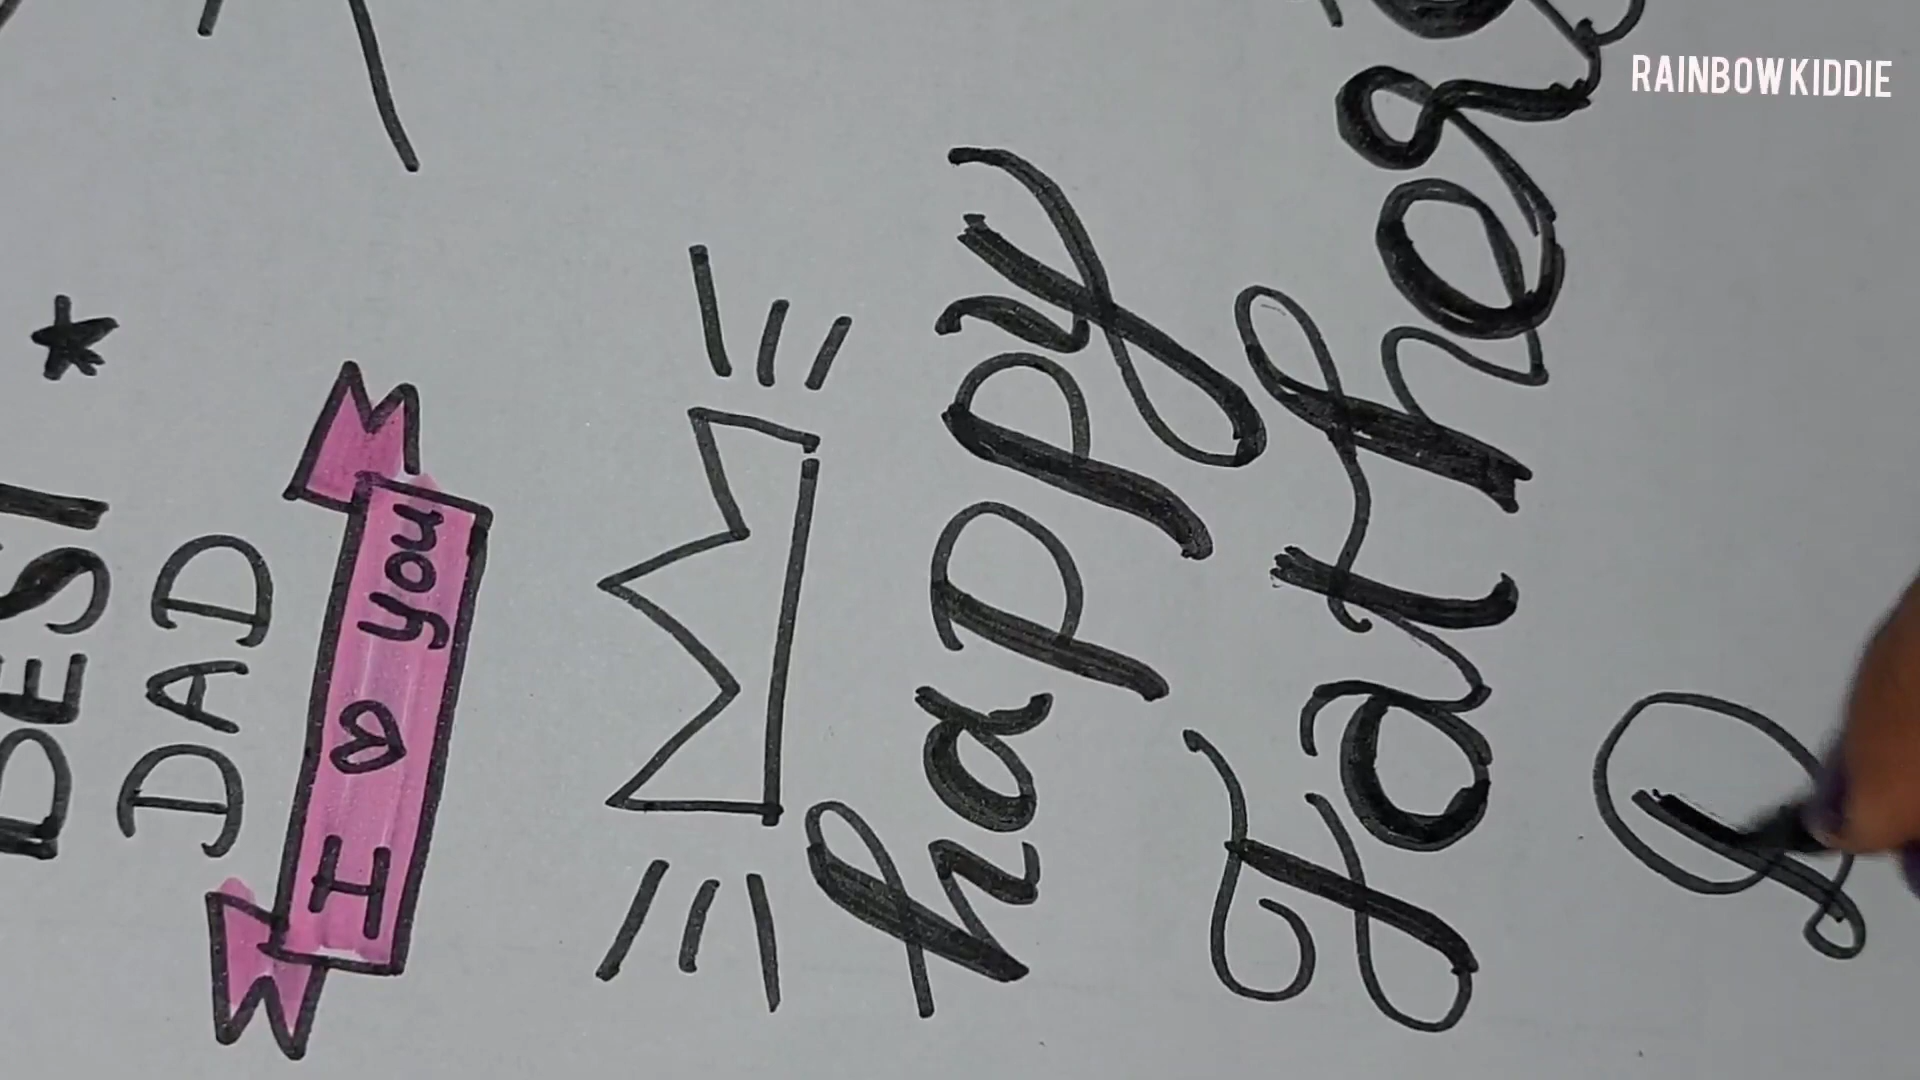 BEST
DAD
I ♡ you
happy
father's
D
RAINBOW KIDDIE